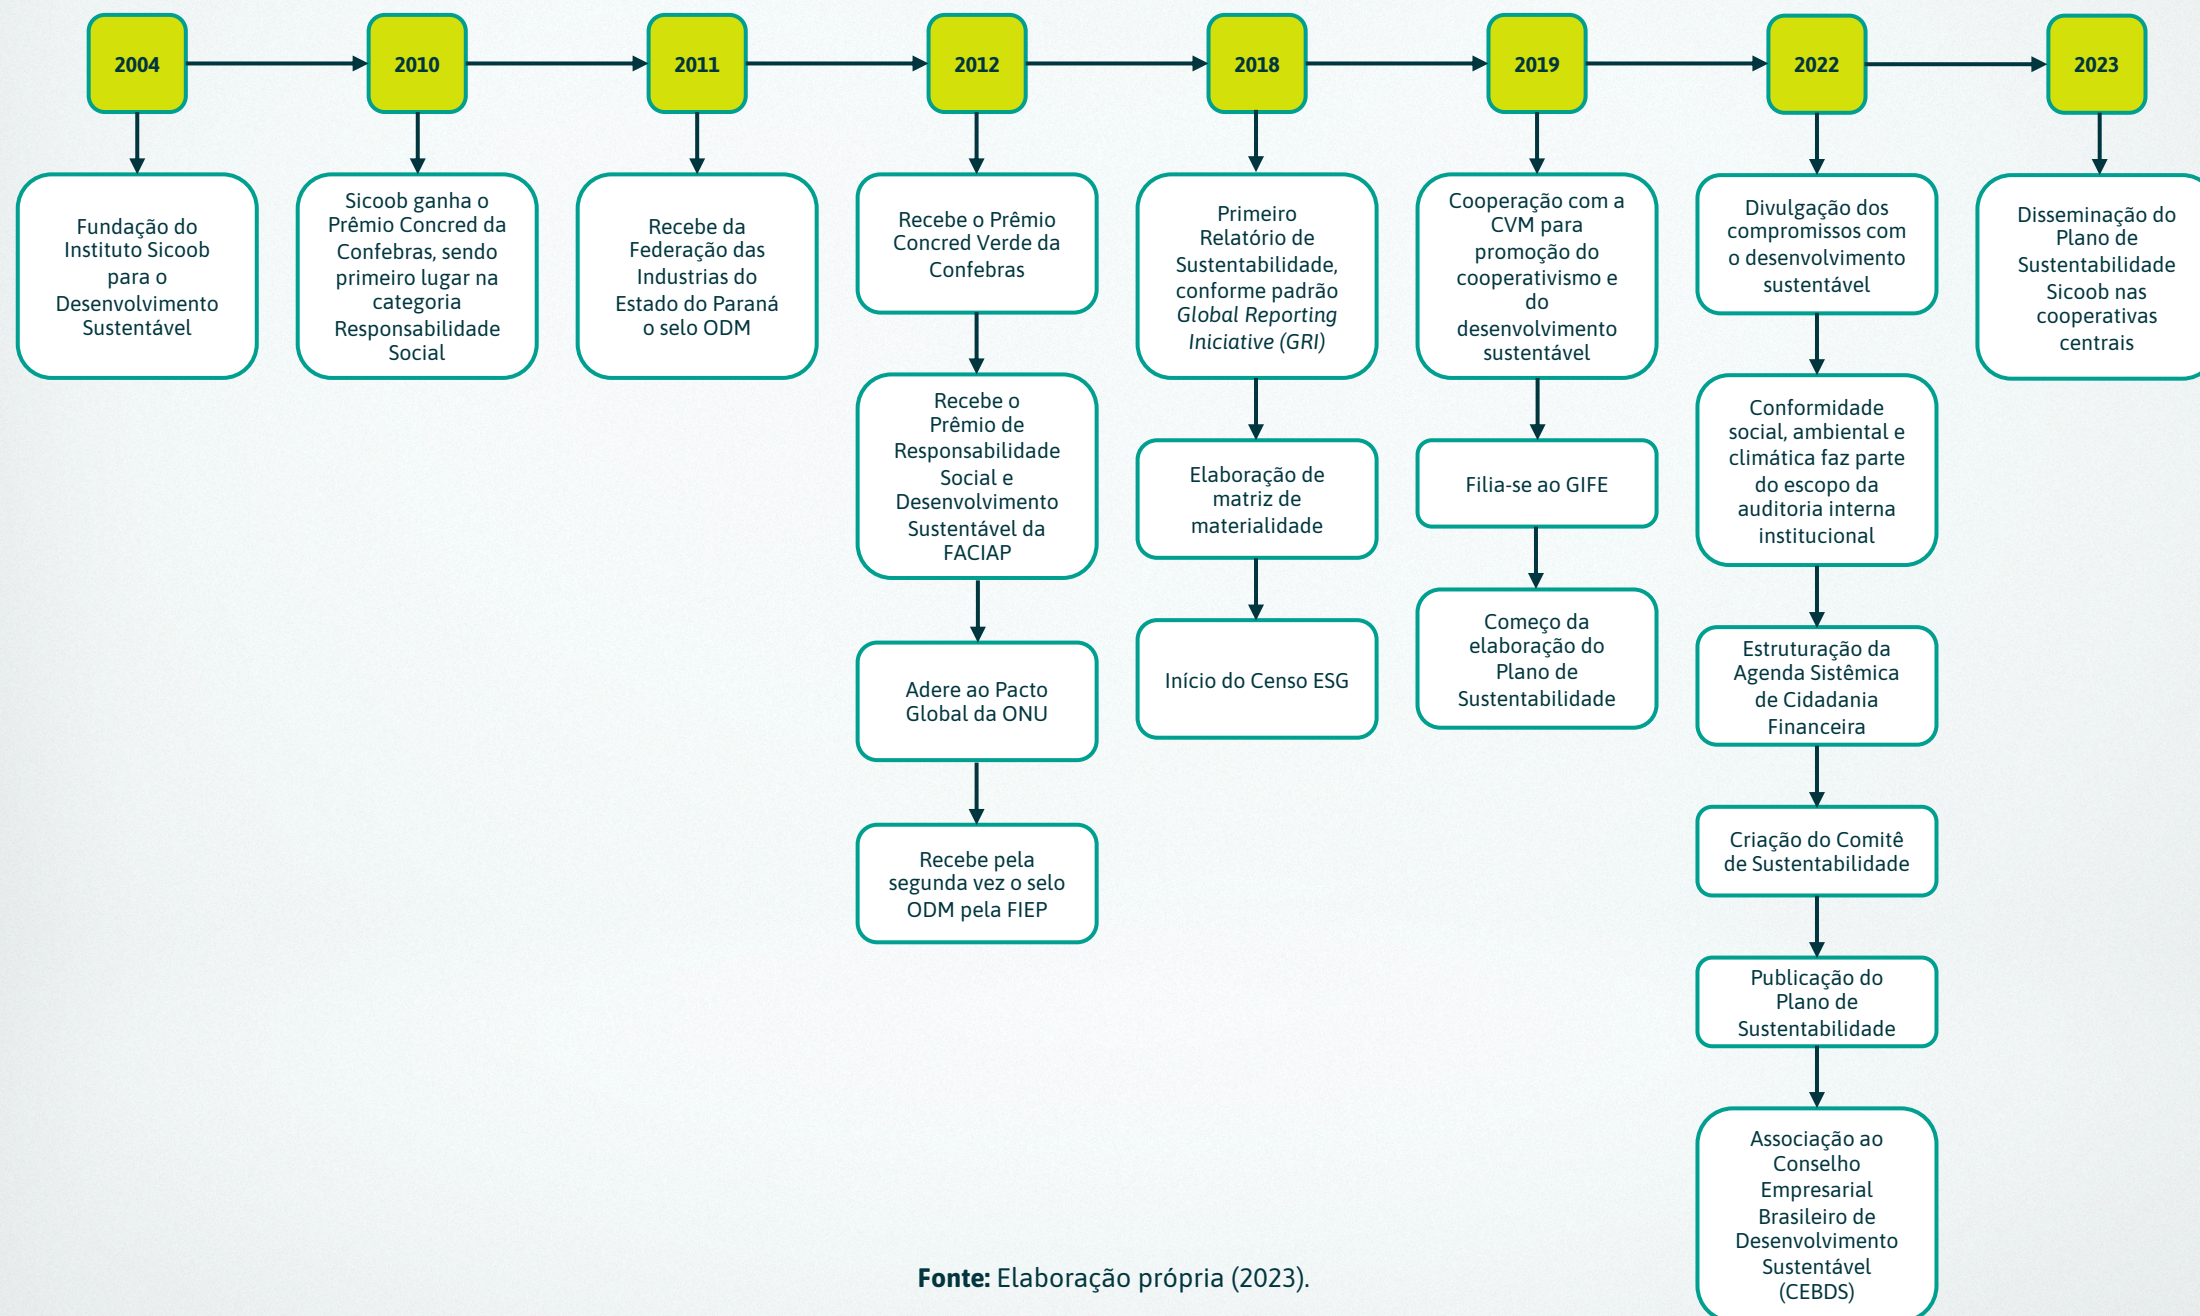 2004
2010
2011
2012
2018
2019
2022
2023
Fundação do
Instituto Sicoob
para o
Desenvolvimento
Sustentável
Sicoob ganha o
Prêmio Concred da
Confebras, sendo
primeiro lugar na
categoria
Responsabilidade
Social
Recebe da
Federação das
Industrias do
Estado do Paraná
o selo ODM
Recebe o Prêmio
Concred Verde da
Confebras
Recebe o
Prêmio de
Responsabilidade
Social e
Desenvolvimento
Sustentável da
FACIAP
Adere ao Pacto
Global da ONU
Recebe pela
segunda vez o selo
ODM pela FIEP
Primeiro
Relatório de
Sustentabilidade,
conforme padrão
Global Reporting
Iniciative (GRI)
Elaboração de
matriz de
materialidade
Início do Censo ESG
Cooperação com a
CVM para
promoção do
cooperativismo e
do
desenvolvimento
sustentável
Filia-se ao GIFE
Começo da
elaboração do
Plano de
Sustentabilidade
Divulgação dos
compromissos com
o desenvolvimento
sustentável
Conformidade
social, ambiental e
climática faz parte
do escopo da
auditoria interna
institucional
Estruturação da
Agenda Sistêmica
de Cidadania
Financeira
Criação do Comitê
de Sustentabilidade
Publicação do
Plano de
Sustentabilidade
Associação ao
Conselho
Empresarial
Brasileiro de
Desenvolvimento
Sustentável
(CEBDS)
Disseminação do
Plano de
Sustentabilidade
Sicoob nas
cooperativas
centrais
Fonte: Elaboração própria (2023).